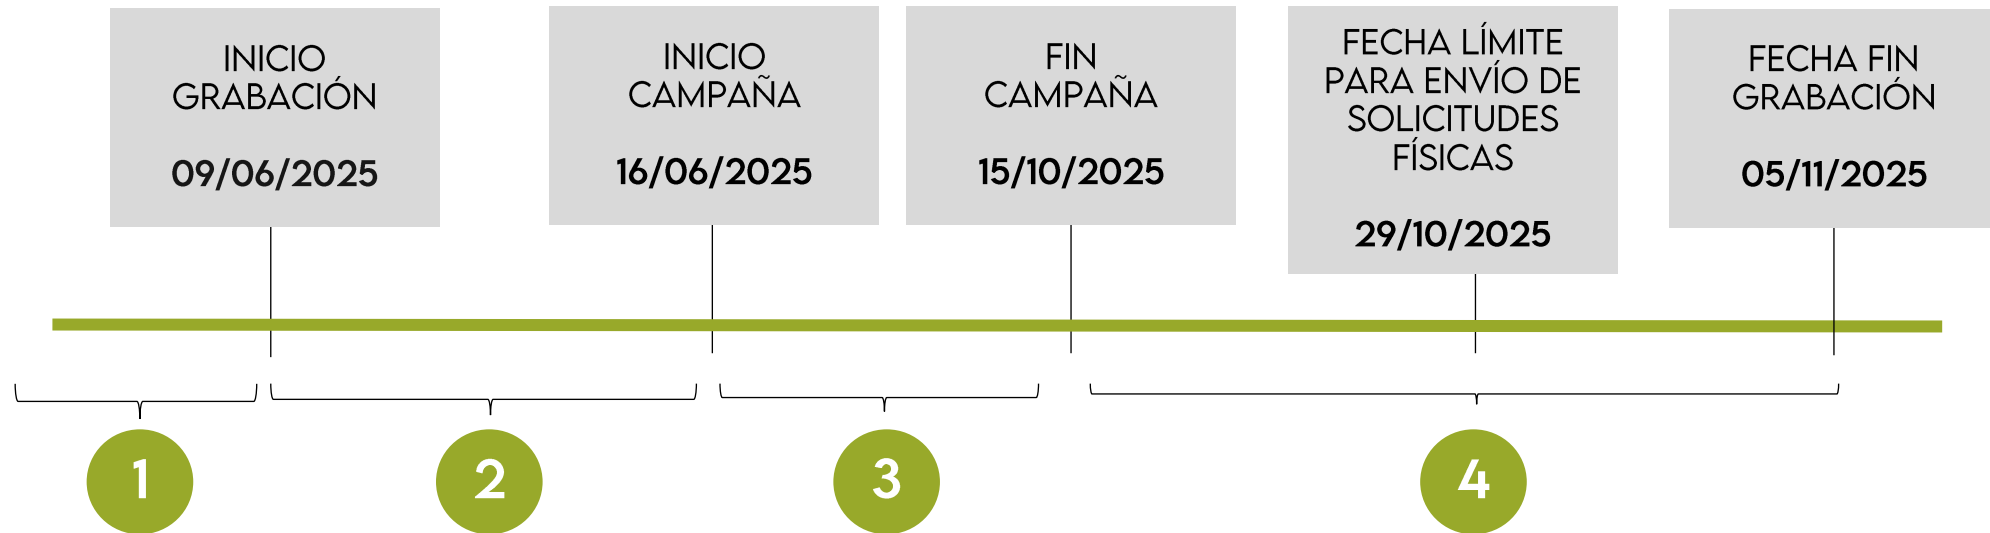 INICIO
GRABACIÓN
09/06/2025
INICIO
CAMPAÑA
16/06/2025
FIN
CAMPAÑA
15/10/2025
FECHA LÍMITE
PARA ENVÍO DE
SOLICITUDES
FÍSICAS
29/10/2025
FECHA FIN
GRABACIÓN
05/11/2025
1
2
3
4